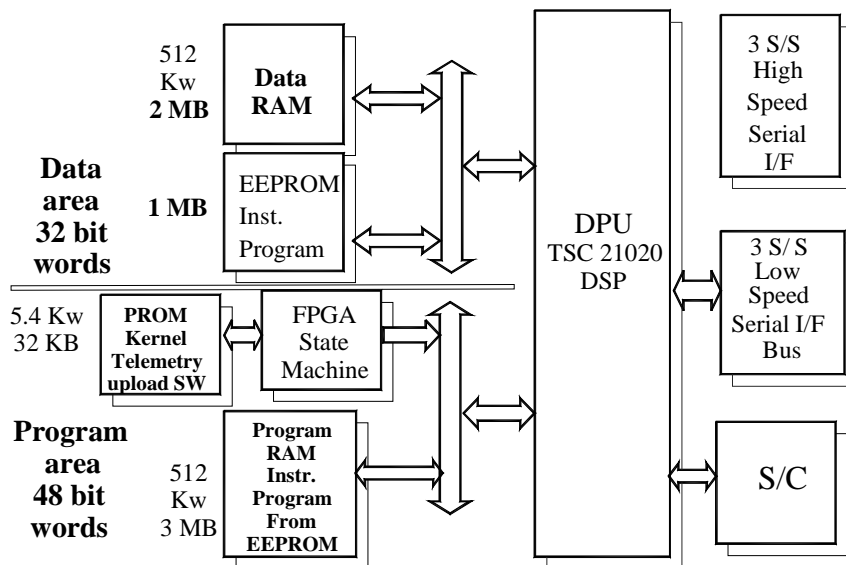 512
Kw
2 MB
Data
RAM
Data
area
32 bit
words
1 MB
EEPROM
Inst.
Program
5.4 Kw
32 KB
PROM
Kernel
Telemetry
upload SW
FPGA
State
Machine
Program
area
48 bit
words
512
Kw
3 MB
Program
RAM
Instr.
Program
From
EEPROM
DPU
TSC 21020
DSP
3 S/S
High
Speed
Serial
I/F
3 S/ S
Low
Speed
Serial I/F
Bus
S/C